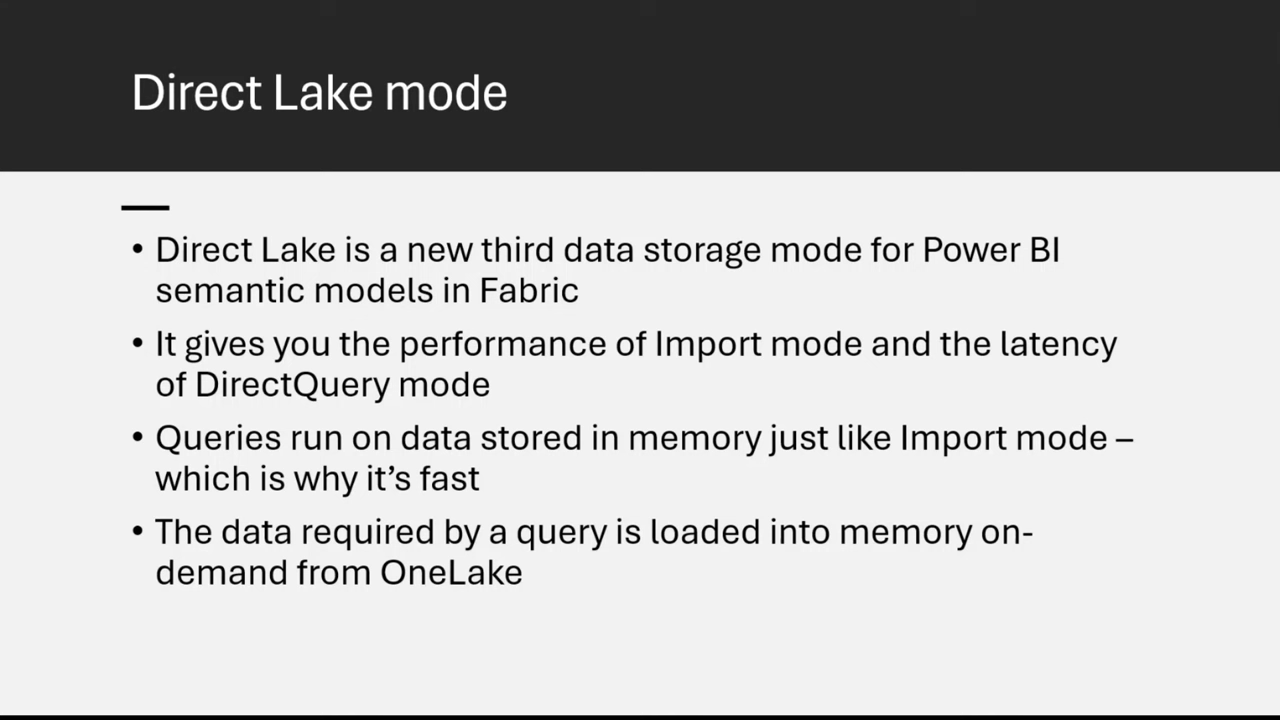 Direct Lake mode
• Direct Lake is a new third data storage mode for Power BI
semantic models in Fabric
• It gives you the performance of Import mode and the latency
of DirectQuery mode
• Queries run on data stored in memory just like Import mode –
which is why it’s fast
• The data required by a query is loaded into memory on-
demand from OneLake